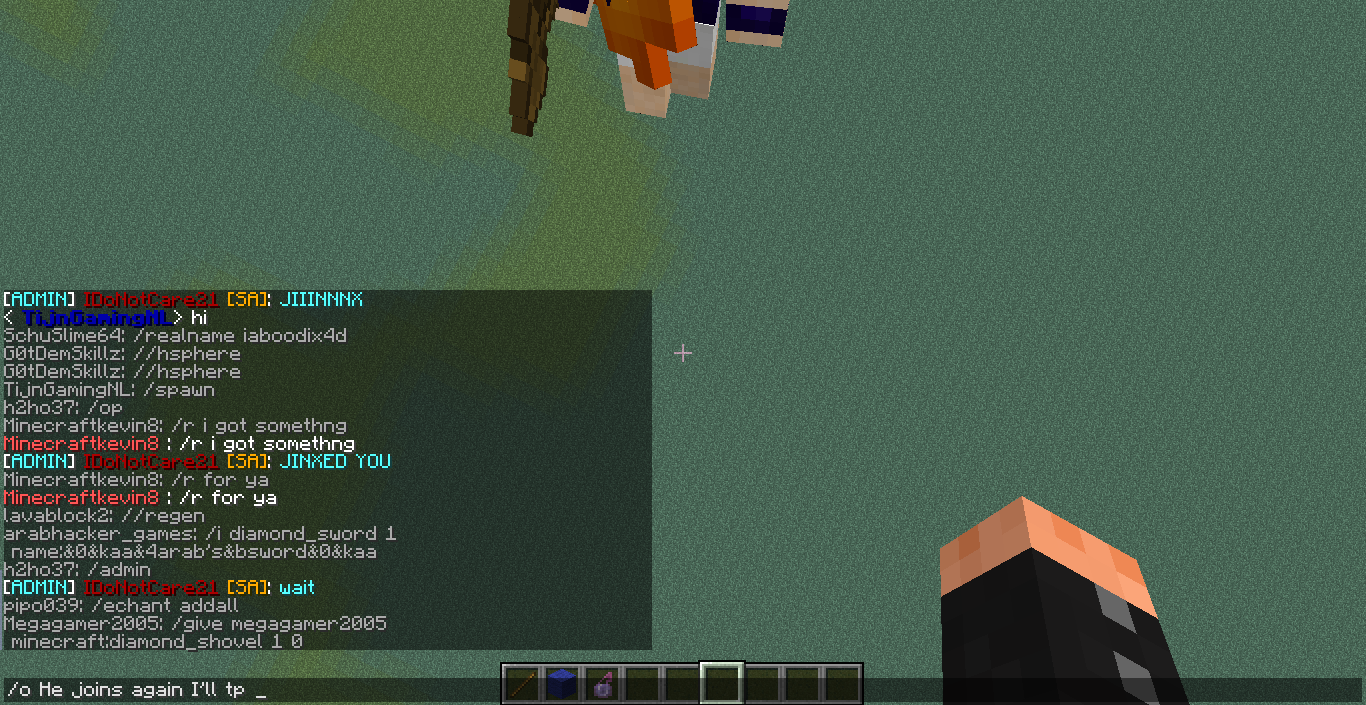 [ADMIN] IDoNotCare21 [SA]: JIIINNNX
< TijnGamingNL> hi
SchuSlime64: /realname iaboodix4d
G0tDemSkillz: //hsphere
G0tDemSkillz: //hsphere
TijnGamingNL: /spawn
h2ho37: /op
Minecraftkevin8: /r i got somethng
Minecraftkevin8 : /r i got somethng
[ADMIN] IDoNotCare21 [SA]: JINXED YOU
Minecraftkevin8: /r for ya
Minecraftkevin8 : /r for ya
lavablock2: //regen
arabhacker_games: /i diamond_sword 1
name:&0&kaa&4arab's&bsword&0&kaa
h2ho37: /admin
[ADMIN] IDoNotCare21 [SA]: wait
pipo039: /echant addall
Megagamer2005: /give megagamer2005
minecraft:diamond_shovel 1 0
/o He joins again I'll tp _